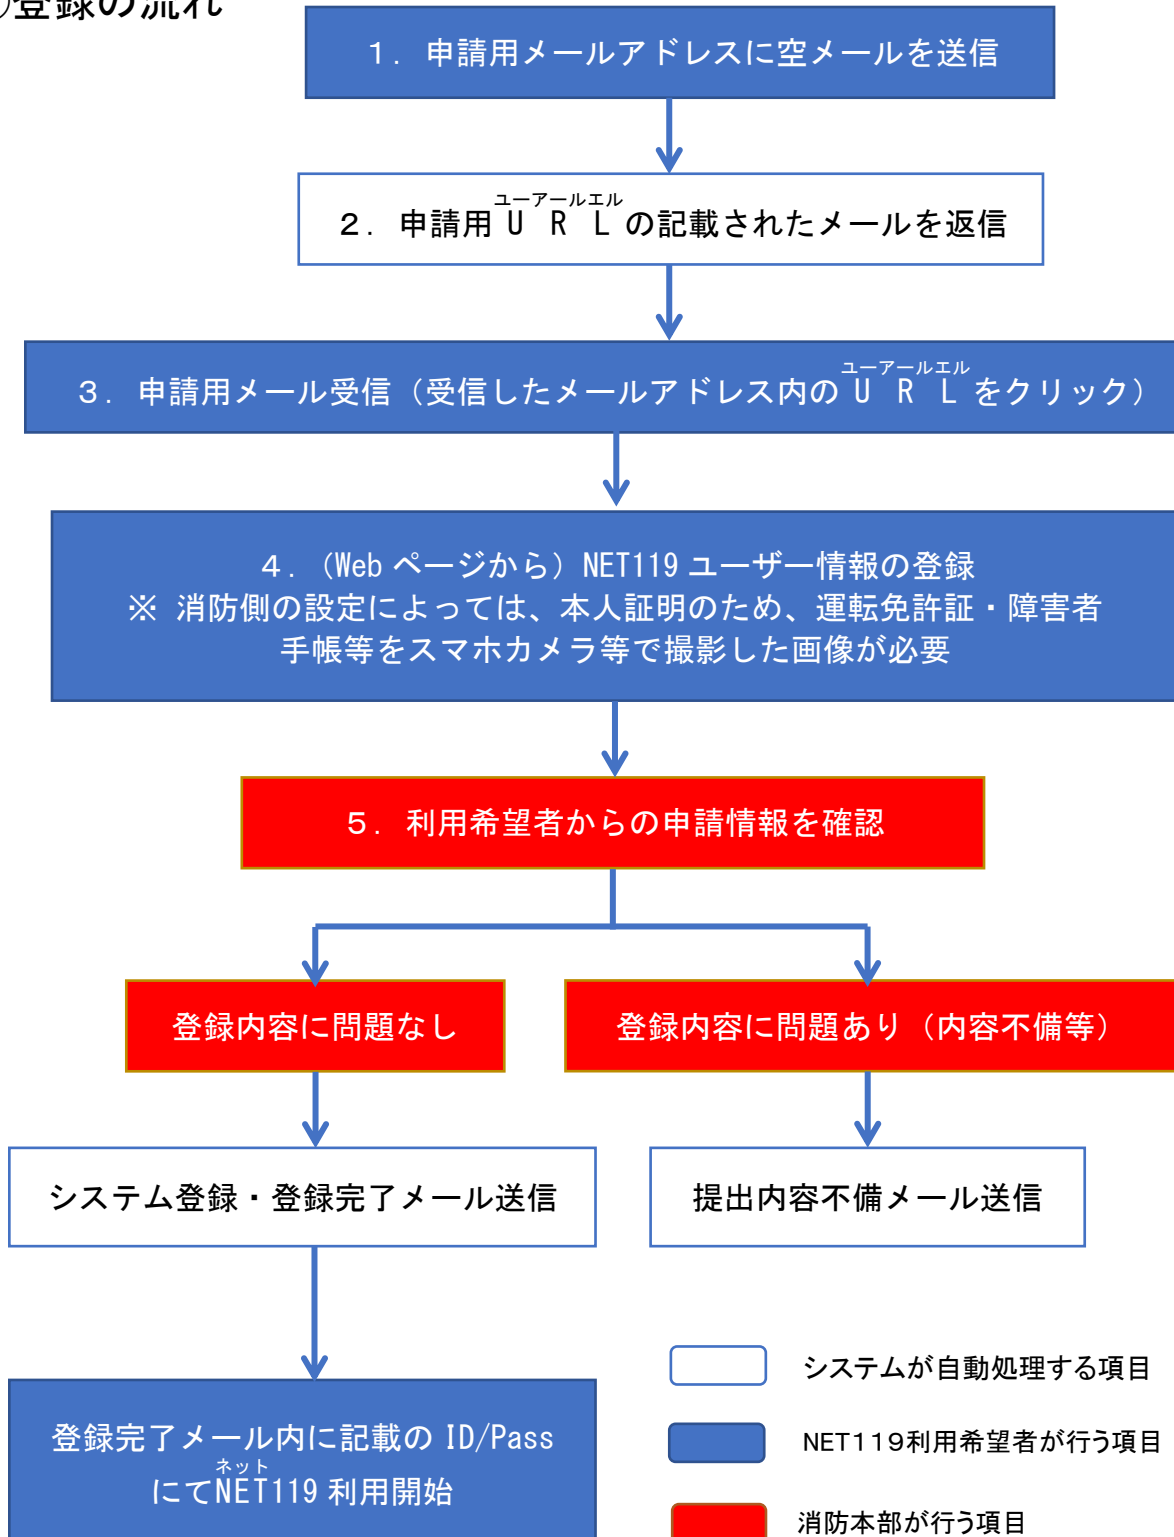 登録の流れ
１．申請用メールアドレスに空メールを送信
ユーアールエル
２．申請用ＵＲＬの記載されたメールを返信
ユーアールエル
３．申請用メール受信（受信したメールアドレス内のＵＲＬをクリック）
４．（Web ページから）NET119 ユーザー情報の登録
※ 消防側の設定によっては、本人証明のため、運転免許証・障害者
手帳等をスマホカメラ等で撮影した画像が必要
５．利用希望者からの申請情報を確認
登録内容に問題なし
登録内容に問題あり（内容不備等）
システム登録・登録完了メール送信
提出内容不備メール送信
登録完了メール内に記載の ID/Pass
ネット
にてNET119 利用開始
システムが自動処理する項目
NET119利用希望者が行う項目
消防本部が行う項目